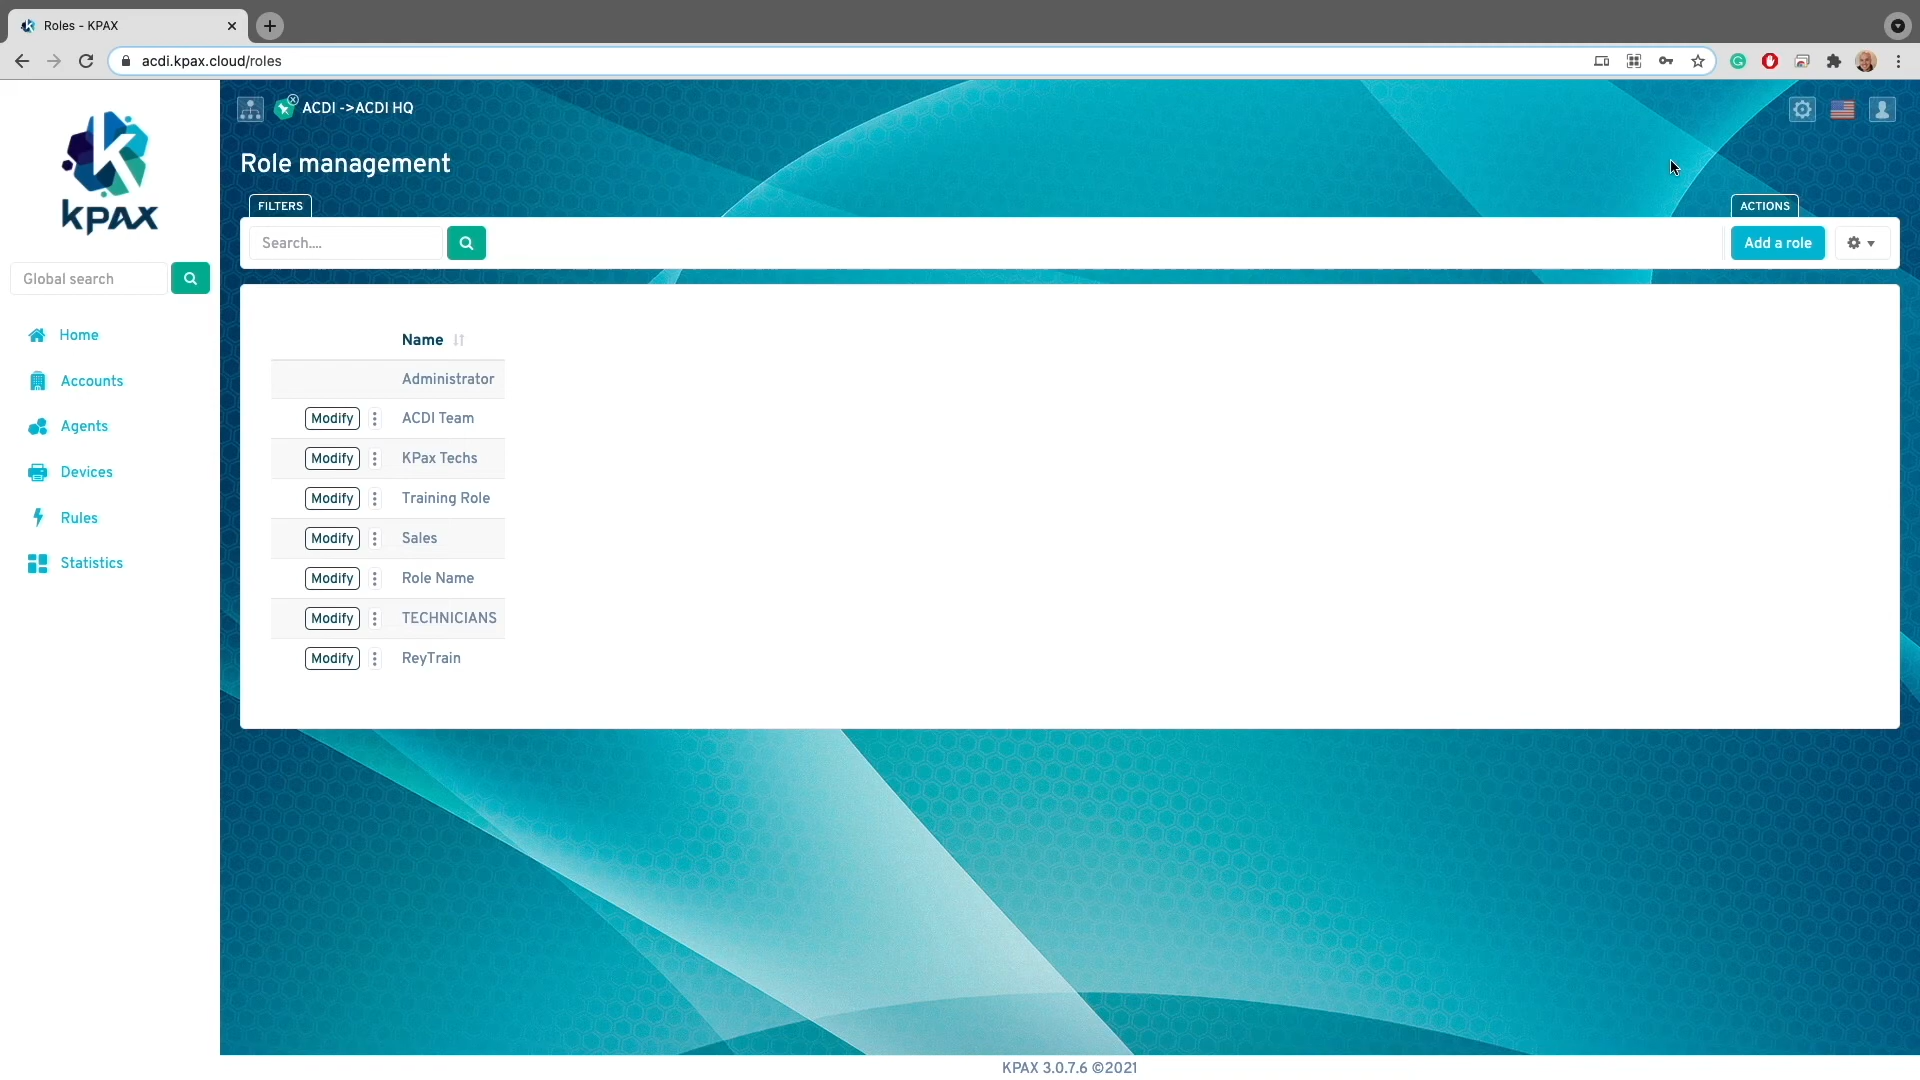 Roles - KPAX
acdi.kpax.cloud/roles
kpax
Global search
Home
Accounts
Agents
Devices
Rules
Statistics
ACDI ->ACDI HQ
Role management
FILTERS
ACTIONS
Search....
Add a role
Name
Administrator
Modify ACDI Team
Modify KPax Techs
Modify Training Role
Modify Sales
Modify Role Name
Modify TECHNICIANS
Modify ReyTrain
KPAX 3.0.7.6 ©2021